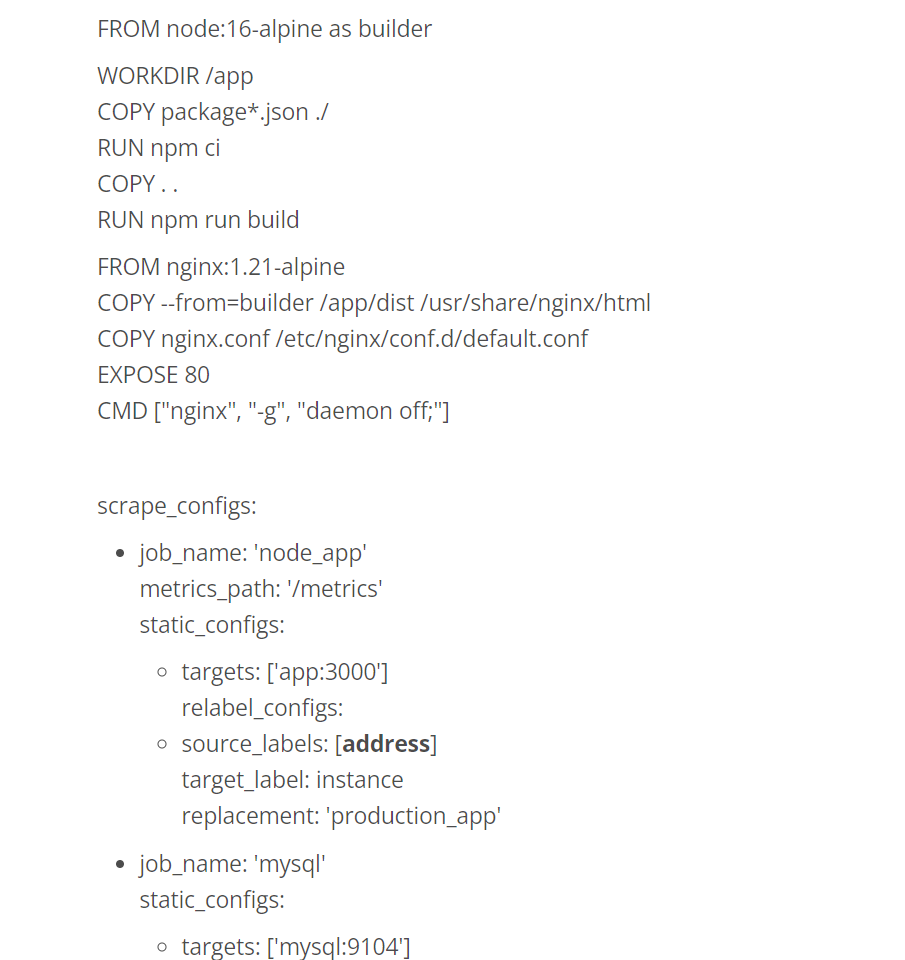 FROM node:16-alpine as builder
WORKDIR /app
COPY package*.json ./
RUN npm ci
COPY . .
RUN npm run build
FROM nginx:1.21-alpine
COPY --from=builder /app/dist /usr/share/nginx/html
COPY nginx.conf /etc/nginx/conf.d/default.conf
EXPOSE 80
CMD ["nginx", "-g", "daemon off;"]
scrape_configs:
job_name: 'node_app'
metrics_path: '/metrics'
static_configs:
targets: ['app:3000']
relabel_configs:
source_labels: [address]
target_label: instance
replacement: 'production_app'
job_name: 'mysql'
static_configs:
targets: ['mysql:9104']